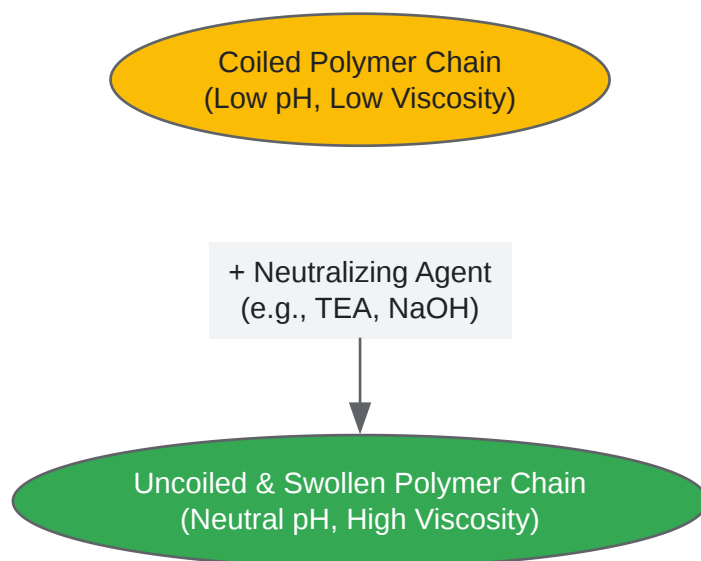 Coiled Polymer Chain
(Low pH, Low Viscosity)
+ Neutralizing Agent
(e.g., TEA, NaOH)
Uncoiled & Swollen Polymer Chain
(Neutral pH, High Viscosity)